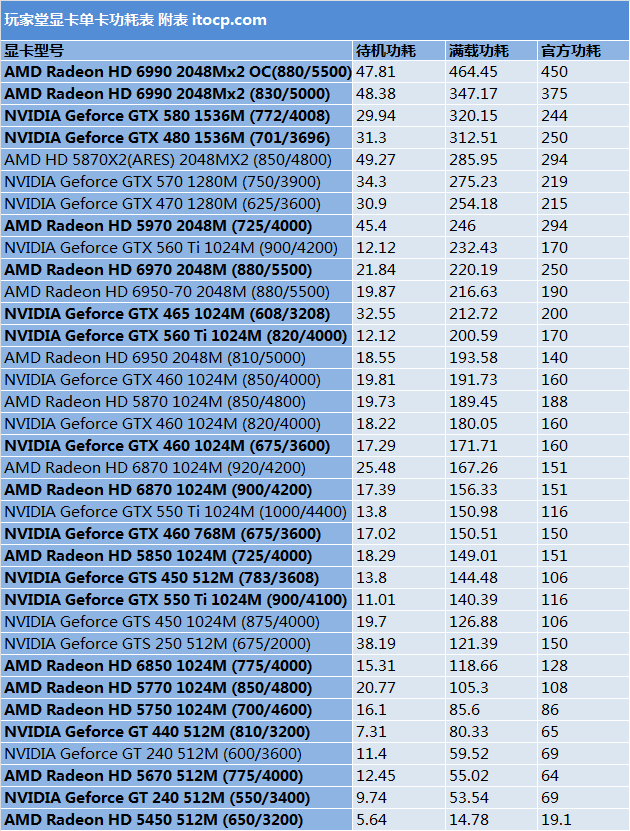 玩家堂显卡单卡功耗表 附表 itocp.com
显卡型号 待机功耗 满载功耗 官方功耗
AMD Radeon HD 6990 2048Mx2 OC(880/5500) 47.81 464.45 450
AMD Radeon HD 6990 2048Mx2 (830/5000) 48.38 347.17 375
NVIDIA Geforce GTX 580 1536M (772/4008) 29.94 320.15 244
NVIDIA Geforce GTX 480 1536M (701/3696) 31.3 312.51 250
AMD HD 5870X2(ARES) 2048MX2 (850/4800) 49.27 285.95 294
NVIDIA Geforce GTX 570 1280M (750/3900) 34.3 275.23 219
NVIDIA Geforce GTX 470 1280M (625/3600) 30.9 254.18 215
AMD Radeon HD 5970 2048M (725/4000) 45.4 246 294
NVIDIA Geforce GTX 560 Ti 1024M (900/4200) 12.12 232.43 170
AMD Radeon HD 6970 2048M (880/5500) 21.84 220.19 250
AMD Radeon HD 6950-70 2048M (880/5500) 19.87 216.63 190
NVIDIA Geforce GTX 465 1024M (608/3208) 32.55 212.72 200
NVIDIA Geforce GTX 560 Ti 1024M (820/4000) 12.12 200.59 170
AMD Radeon HD 6950 2048M (810/5000) 18.55 193.58 140
NVIDIA Geforce GTX 460 1024M (850/4000) 19.81 191.73 160
AMD Radeon HD 5870 1024M (850/4800) 19.73 189.45 188
NVIDIA Geforce GTX 460 1024M (820/4000) 18.22 180.05 160
NVIDIA Geforce GTX 460 1024M (675/3600) 17.29 171.71 160
AMD Radeon HD 6870 1024M (920/4200) 25.48 167.26 151
AMD Radeon HD 6870 1024M (900/4200) 17.39 156.33 151
NVIDIA Geforce GTX 550 Ti 1024M (1000/4400) 13.8 150.98 116
NVIDIA Geforce GTX 460 768M (675/3600) 17.02 150.51 150
AMD Radeon HD 5850 1024M (725/4000) 18.29 149.01 151
NVIDIA Geforce GTS 450 512M (783/3608) 13.8 144.48 106
NVIDIA Geforce GTX 550 Ti 1024M (900/4100) 11.01 140.39 116
NVIDIA Geforce GTS 450 1024M (875/4000) 19.7 126.88 106
NVIDIA Geforce GTS 250 512M (675/2000) 38.19 121.39 150
AMD Radeon HD 6850 1024M (775/4000) 15.31 118.66 128
AMD Radeon HD 5770 1024M (850/4800) 20.77 105.3 108
AMD Radeon HD 5750 1024M (700/4600) 16.1 85.6 86
NVIDIA Geforce GT 440 512M (810/3200) 7.31 80.33 65
NVIDIA Geforce GT 240 512M (600/3600) 11.4 59.52 69
AMD Radeon HD 5670 512M (775/4000) 12.45 55.02 64
NVIDIA Geforce GT 240 512M (550/3400) 9.74 53.54 69
AMD Radeon HD 5450 512M (650/3200) 5.64 14.78 19.1